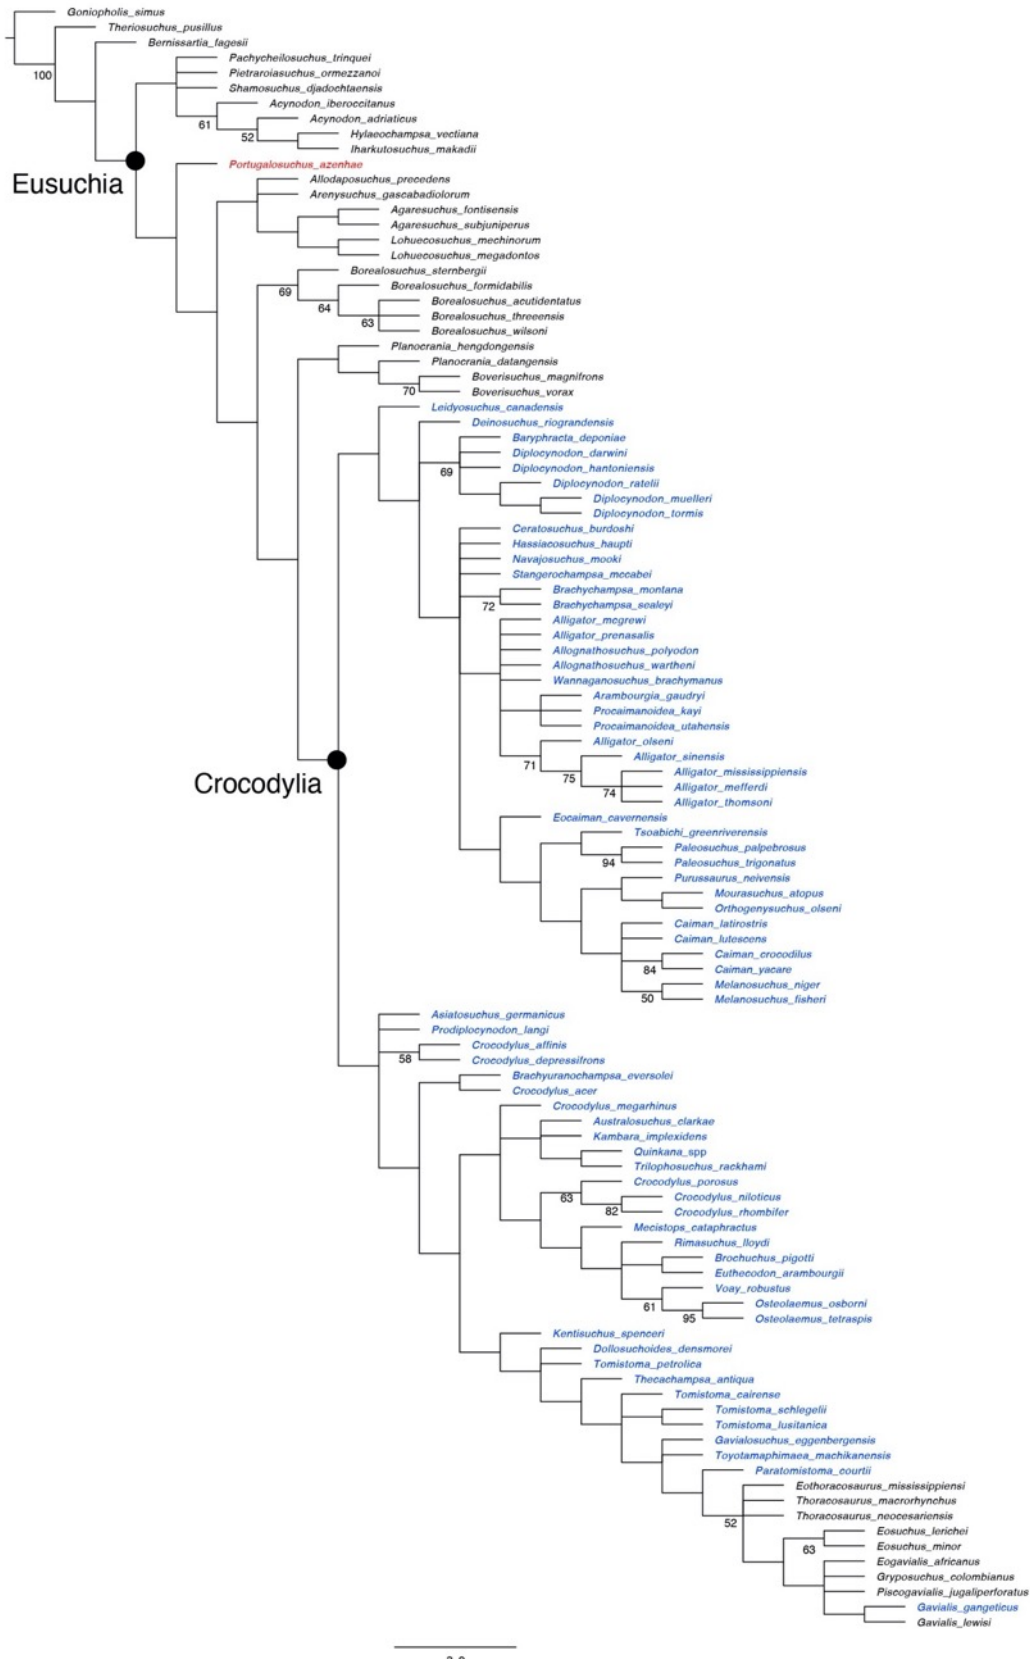 Goniopholis_simus
Theriosuchus_pusillus
Bernissartia_fagesii
Pachycheilosuchus_trinquei
100
Pietraroiasuchus_ormezzanoi
Shamosuchus_djadochtaensis
Acynodon_iberoccitanus
61
Acynodon_adriaticus
52
Hylaeochampsa_vectiana
Iharkutosuchus_makadii
Portugalosuchus_azenhae
Eusuchia
Allodaposuchus_precedens
Arenysuchus_gascabadiolorum
Agaresuchus_fontisensis
Agaresuchus_subjuniperus
Lohuecosuchus_mechinorum
Lohuecosuchus_megadontos
Borealosuchus_sternbergii
69
Borealosuchus_formidabilis
64
Borealosuchus_acutidentatus
Borealosuchus_threeensis
63
Borealosuchus_wilsoni
Planocrania_hengdongensis
Planocrania_datangensis
Boverisuchus_magnifrons
70
Boverisuchus_vorax
Leidyosuchus_canadensis
Deinosuchus_riograndensis
Baryphracta_deponiae
Diplocynodon_darwini
69
Diplocynodon_hantoniensis
Diplocynodon_ratelii
Diplocynodon_muelleri
Diplocynodon_tormis
Ceratosuchus_burdoshi
Hassiacosuchus_haupti
Navajosuchus_mooki
Stangerochampsa_mccabei
Brachychampsa_montana
72
Brachychampsa_sealeyi
Alligator_mcgrewi
Alligator_prenasalis
Allognathosuchus_polyodon
Allognathosuchus_wartheni
Wannaganosuchus_brachymanus
Arambourgia_gaudryi
Procaimanoidea_kayi
Procaimanoidea_utahensis
Alligator_olseni
71
Alligator_sinensis
75
Alligator_mississippiensis
Alligator_mefferdi
74
Alligator_thomsoni
Crocodylia
Eocaiman_cavernensis
Tsoabichi_greenriverensis
Paleosuchus_palpebrosus
94
Paleosuchus_trigonatus
Purussaurus_neivensis
Mourasuchus_atopus
Orthogenysuchus_olseni
Caiman_latirostris
Caiman_lutescens
Caiman_crocodilus
84
Caiman_yacare
Melanosuchus_niger
50
Melanosuchus_fisheri
Asiatosuchus_germanicus
Prodiplocynodon_langi
Crocodylus_affinis
58
Crocodylus_depressifrons
Brachyuranochampsa_eversolei
Crocodylus_acer
Crocodylus_megarhinus
Australosuchus_clarkae
Kambara_implexidens
Quinkana_spp
Trilophosuchus_rackhami
Crocodylus_porosus
63
Crocodylus_niloticus
82
Crocodylus_rhombifer
Mecistops_cataphractus
Rimasuchus_lloydi
Brochuchus_pigotti
Euthecodon_arambourgii
Voay_robustus
61
Osteolaemus_osborni
95
Osteolaemus_tetraspis
Kentisuchus_spenceri
Dollosuchoides_densmorei
Tomistoma_petrolica
Thecachampsa_antiqua
Tomistoma_cairense
Tomistoma_schlegelii
Tomistoma_lusitanica
Gavialosuchus_eggenbergensis
Toyotamaphimaea_machikanensis
Paratomistoma_courtii
Eothoracosaurus_mississippiensi
Thoracosaurus_macrorhynchus
Thoracosaurus_neocesariensis
52
Eosuchus_lerichei
63
Eosuchus_minor
Eogavialis_africanus
Gryposuchus_colombianus
Piscogavialis_jugaliperforatus
Gavialis_gangeticus
Gavialis_lewisi